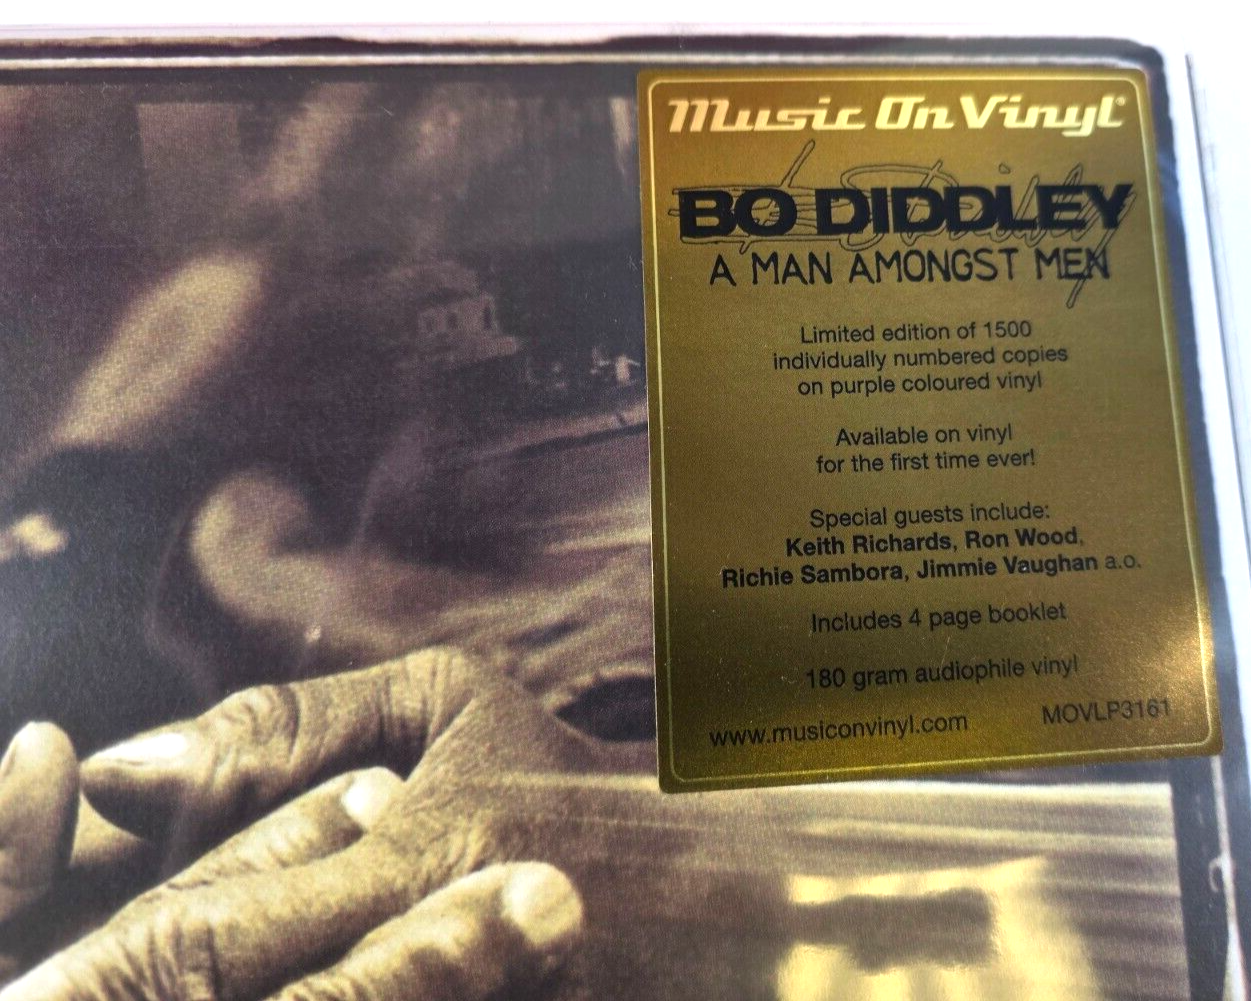 Music On Vinyl®
BO DIDDLEY
A MAN AMONGST MEN
Limited edition of 1500
individually numbered copies
on purple coloured vinyl
Available on vinyl
for the first time ever!
Special guests include:
Keith Richards, Ron Wood,
Richie Sambora, Jimmie Vaughan a.o.
Includes 4 page booklet
180 gram audiophile vinyl
www.musiconvinyl.com
MOVLP3161